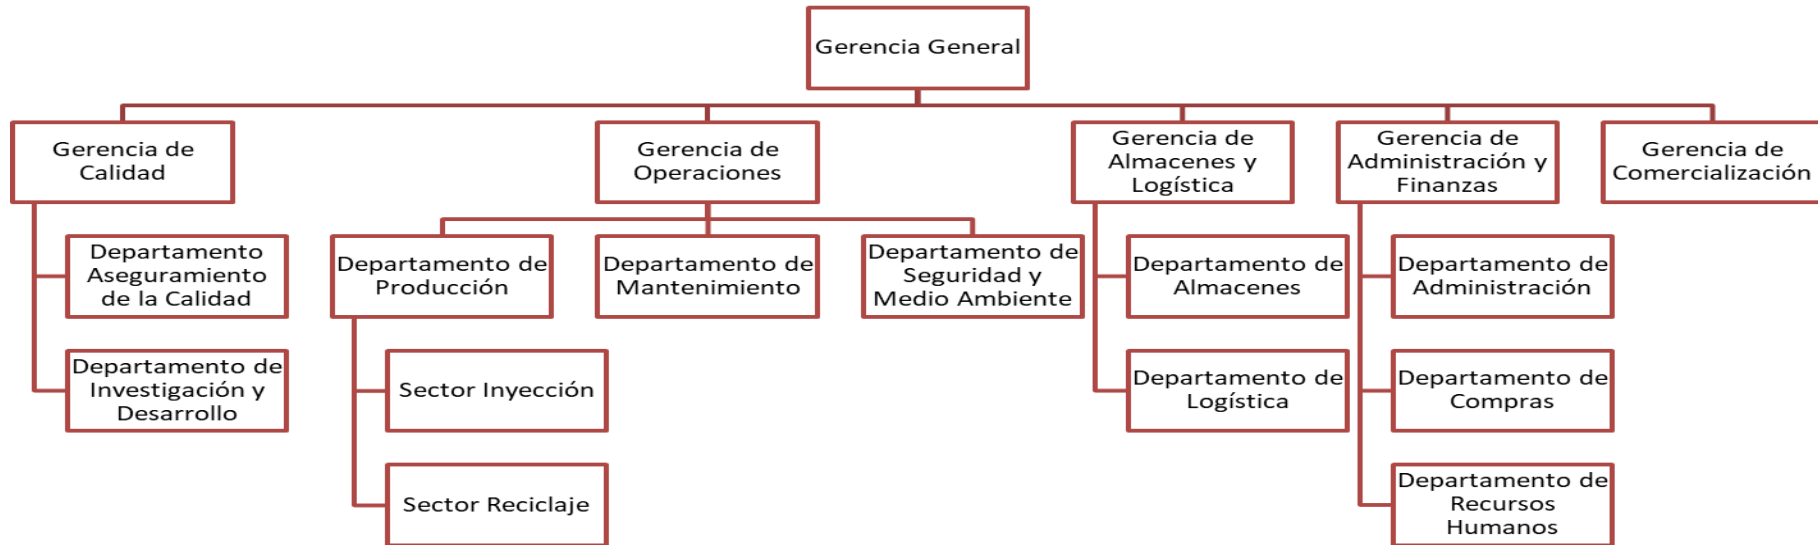 Gerencia General
Gerencia de
Calidad
Gerencia de
Operaciones
Gerencia de
Almacenes y
Logística
Gerencia de
Administración y
Finanzas
Gerencia de
Comercialización
Departamento
Aseguramiento
de la Calidad
Departamento de
Producción
Departamento de
Mantenimiento
Departamento de
Seguridad y
Medio Ambiente
Departamento de
Almacenes
Departamento de
Administración
Departamento de
Investigación y
Desarrollo
Sector Inyección
Departamento de
Logística
Departamento de
Compras
Sector Reciclaje
Departamento de
Recursos
Humanos